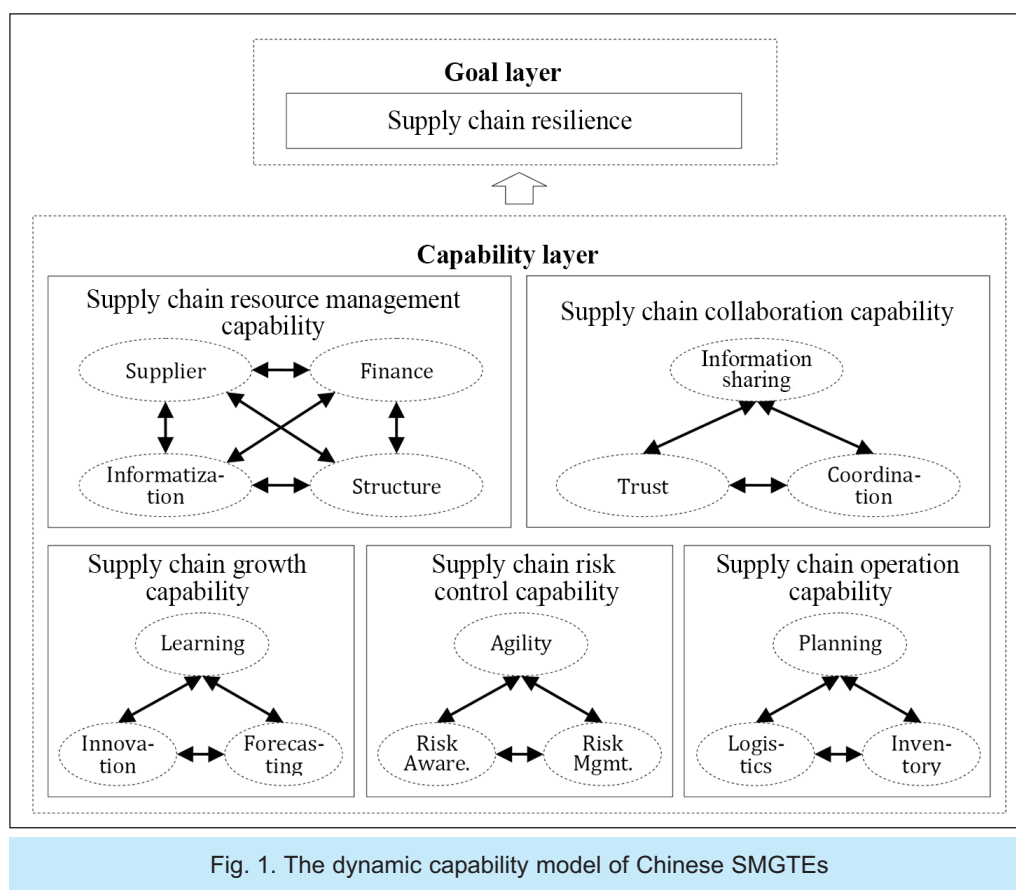 Goal layer
Supply chain resilience
Capability layer
Supply chain resource management
capability
Supplier
Finance
Informatiza-
tion
Structure
Supply chain collaboration capability
Information
sharing
Trust
Coordina-
tion
Supply chain growth
capability
Learning
Innova-
tion
Forecas-
ting
Supply chain risk
control capability
Agility
Risk
Aware.
Risk
Mgmt.
Supply chain operation
capability
Planning
Logis-
tics
Inven-
tory
Fig. 1. The dynamic capability model of Chinese SMGTEs